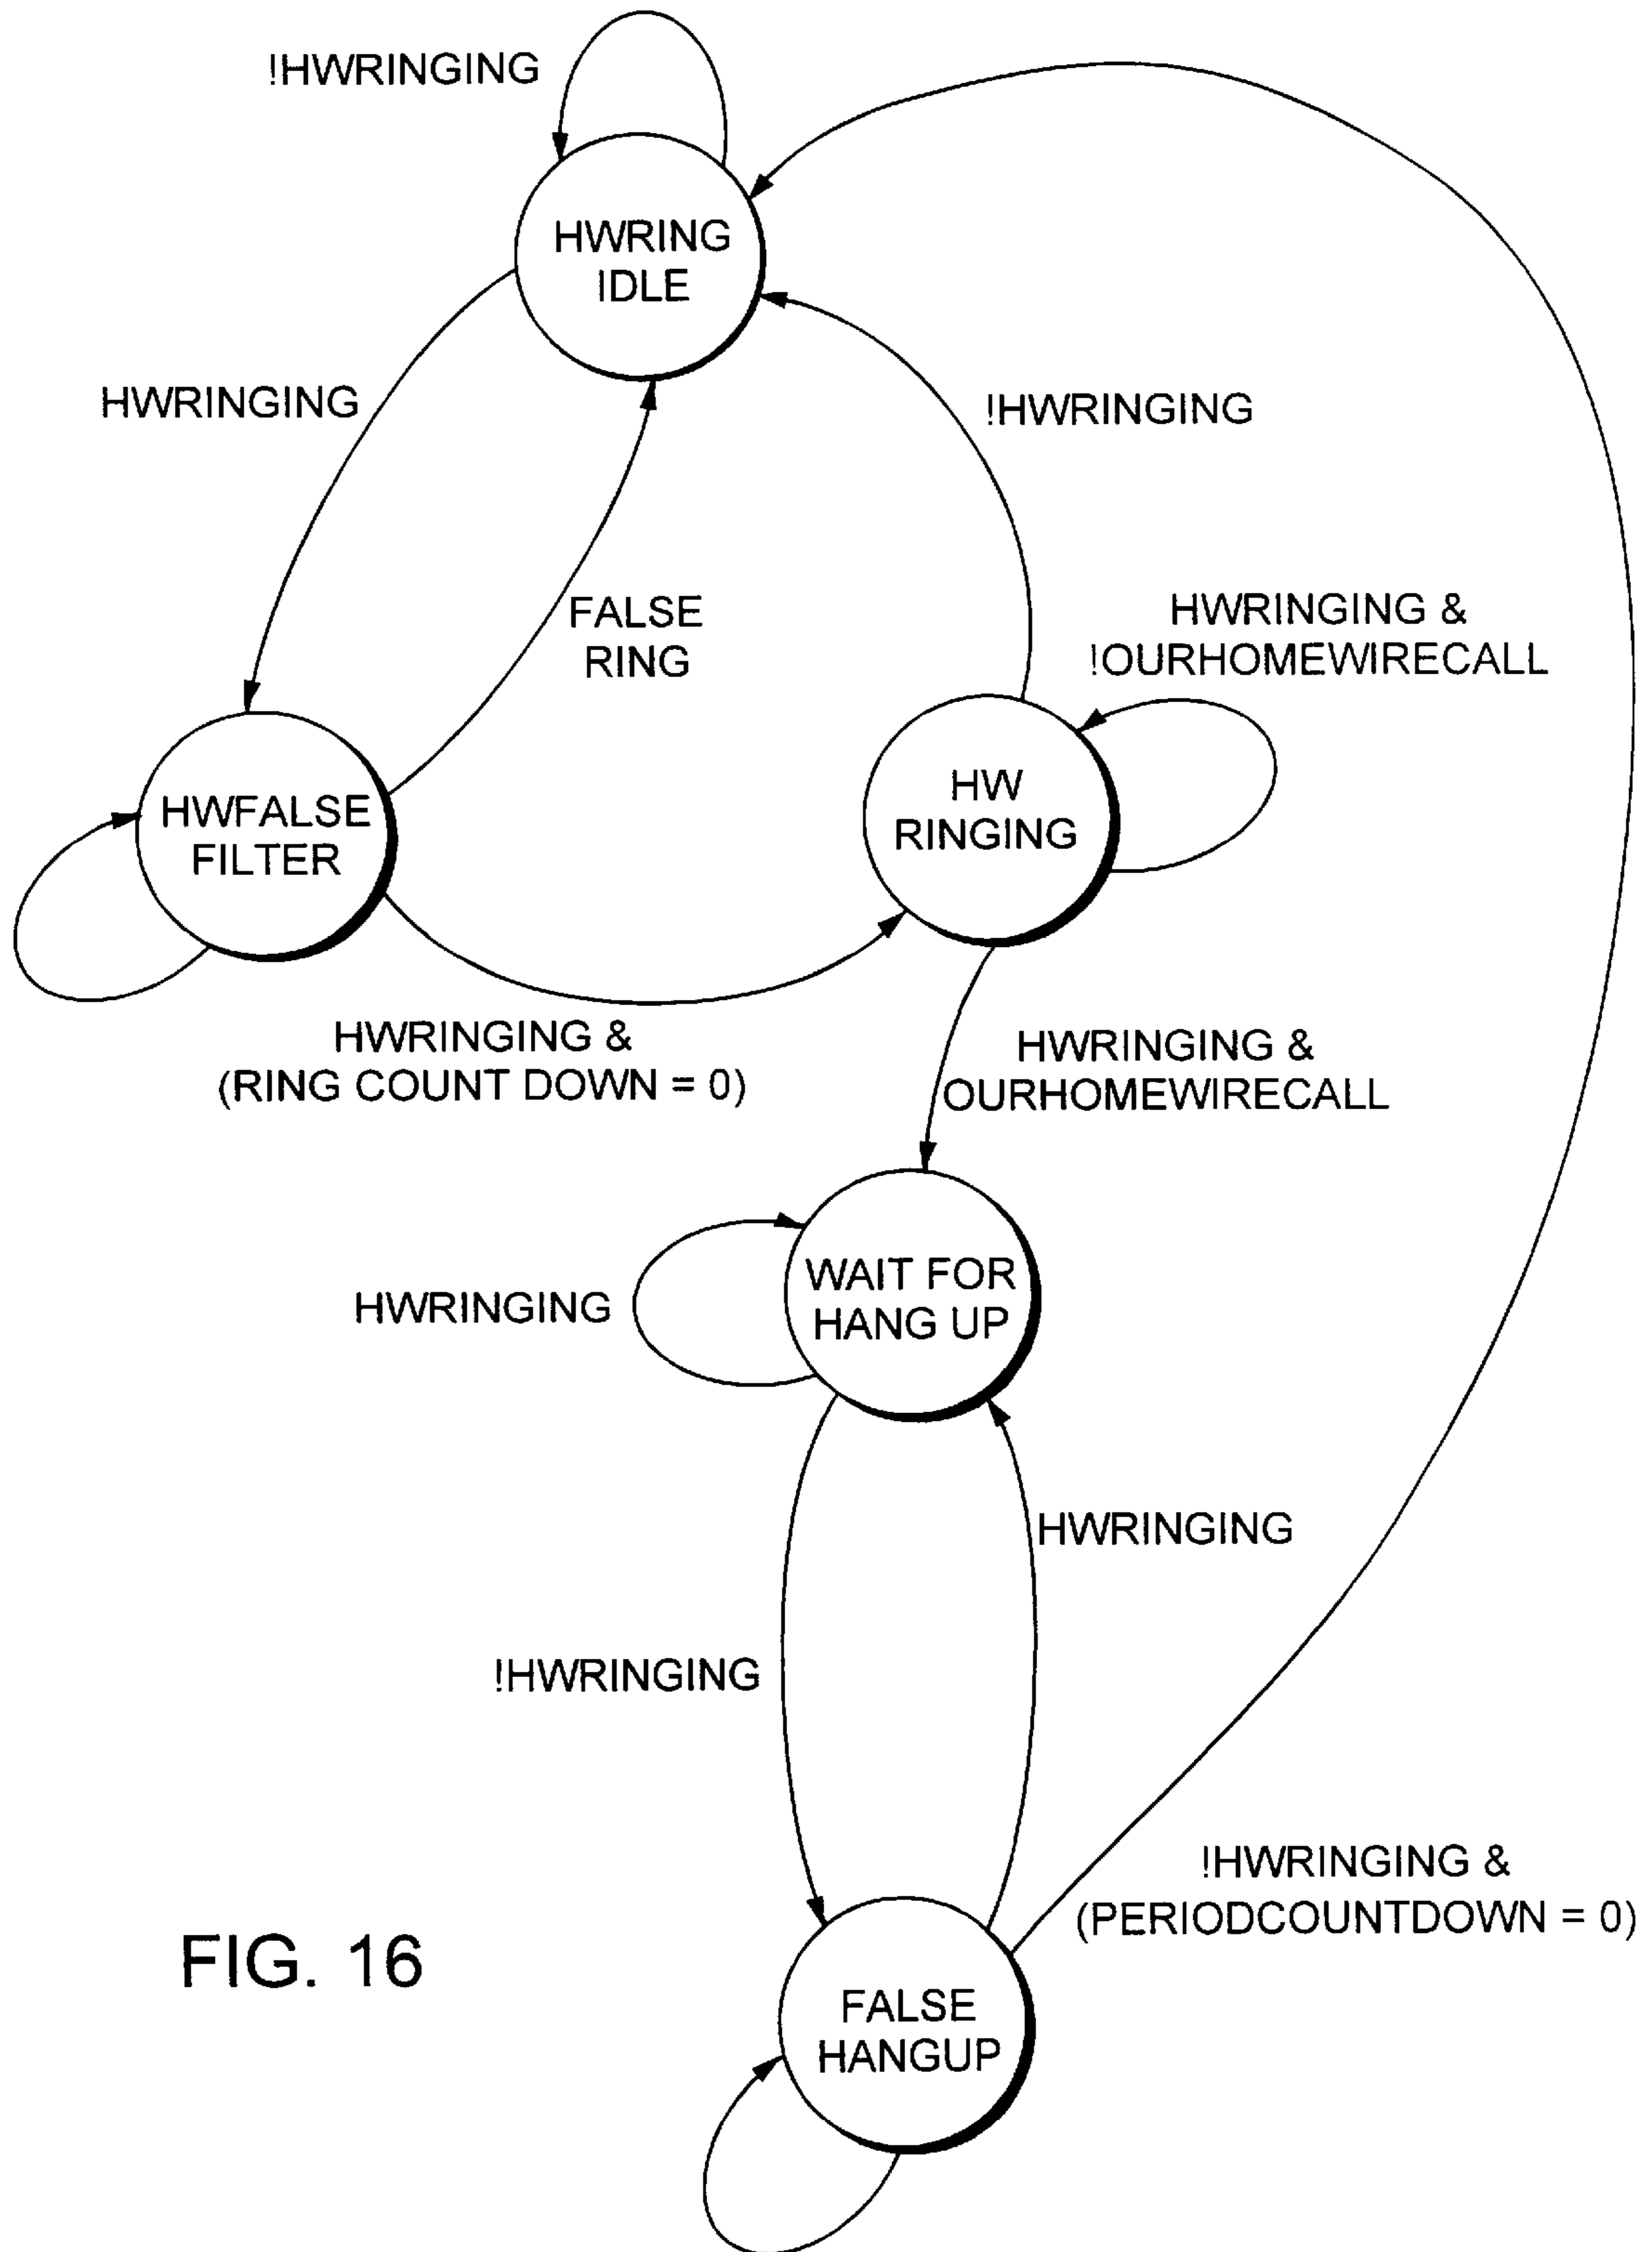 !HWRINGING
HWRING
IDLE
HWRINGING
!HWRINGING
FALSE
RING
HWRINGING &
!OURHOMEWIRECALL
HWFALSE
FILTER
HW
RINGING
HWRINGING &
(RING COUNT DOWN = 0)
HWRINGING &
OURHOMEWIRECALL
WAIT FOR
HANG UP
HWRINGING
HWRINGING
!HWRINGING
!HWRINGING &
(PERIODCOUNTDOWN = 0)
FIG. 16
FALSE
HANGUP